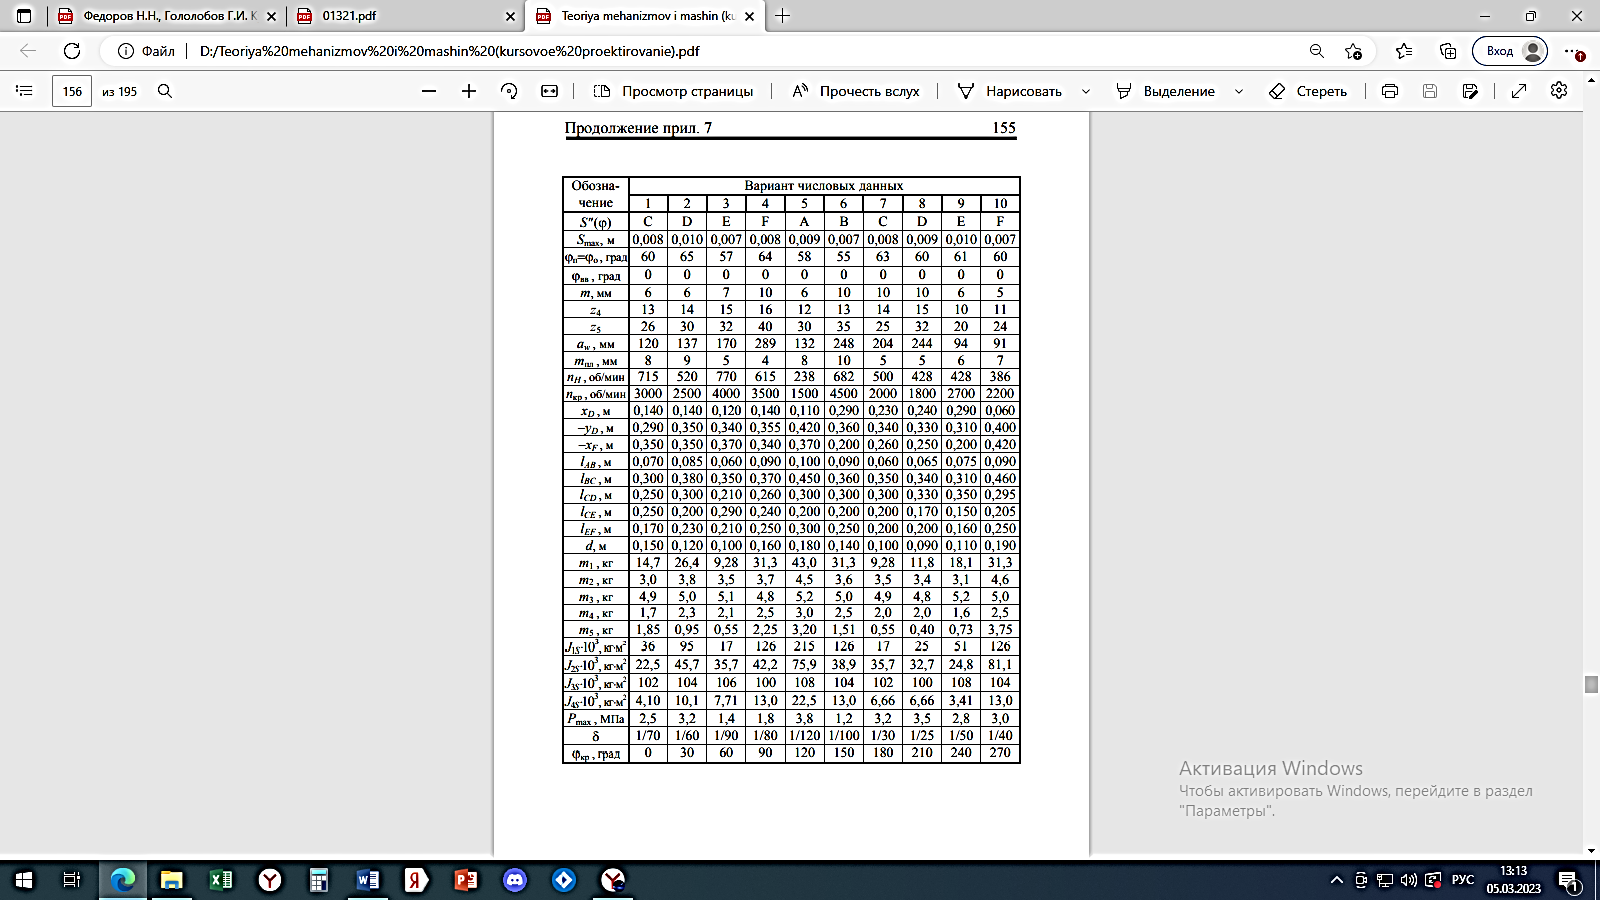 Федоров Н.Н., Гололобов Г.И. К
01321.pdf
Teoriya mehanizmov i mashin (ku
Файл
D:/Teoriya%20mehanizmov%20i%20mashin%20(kursovoe%20proektirovanie).pdf
Вход
156 из 195
Просмотр страницы
Прочесть вслух
Нарисовать
Выделение
Стереть
Продолжение прил. 7 155
Обозна-чение Вариант числовых данных
1 2 3 4 5 6 7 8 9 10
S″(φ) C D E F A B C D E F
Smax, м 0,008 0,010 0,007 0,008 0,009 0,007 0,008 0,009 0,010 0,007
φп=φо, град 60 65 57 64 58 55 63 60 61 60
φвв, град 0 0 0 0 0 0 0 0 0 0
m, мм 6 6 7 10 6 10 10 10 6 5
z4 13 14 15 16 12 13 14 15 10 11
z5 26 30 32 40 30 35 25 32 20 24
aw, мм 120 137 170 289 132 248 204 244 94 91
mпл, мм 8 9 5 4 8 10 5 5 6 7
nH, об/мин 715 520 770 615 238 682 500 428 428 386
nкр, об/мин 3000 2500 4000 3500 1500 4500 2000 1800 2700 2200
xD, м 0,140 0,140 0,120 0,140 0,110 0,290 0,230 0,240 0,290 0,060
–yD, м 0,290 0,350 0,340 0,355 0,420 0,360 0,340 0,330 0,310 0,400
–xF, м 0,350 0,350 0,370 0,340 0,370 0,200 0,260 0,250 0,200 0,420
lAB, м 0,070 0,085 0,060 0,090 0,100 0,090 0,060 0,065 0,075 0,090
lBC, м 0,300 0,380 0,350 0,370 0,450 0,360 0,350 0,340 0,310 0,460
lCD, м 0,250 0,300 0,210 0,260 0,300 0,300 0,300 0,330 0,350 0,295
lCE, м 0,250 0,200 0,290 0,240 0,200 0,200 0,200 0,170 0,150 0,205
lEF, м 0,170 0,230 0,210 0,250 0,300 0,250 0,200 0,200 0,160 0,250
d, м 0,150 0,120 0,100 0,160 0,180 0,140 0,100 0,090 0,110 0,190
m1, кг 14,7 26,4 9,28 31,3 43,0 31,3 9,28 11,8 18,1 31,3
m2, кг 3,0 3,8 3,5 3,7 4,5 3,6 3,5 3,4 3,1 4,6
m3, кг 4,9 5,0 5,1 4,8 5,2 5,0 4,9 4,8 5,2 5,0
m4, кг 1,7 2,3 2,1 2,5 3,0 2,5 2,0 2,0 1,6 2,5
m5, кг 1,85 0,95 0,55 2,25 3,20 1,51 0,55 0,40 0,73 3,75
J1S·10³, кг·м² 36 95 17 126 215 126 17 25 51 126
J2S·10³, кг·м² 22,5 45,7 35,7 42,2 75,9 38,9 35,7 32,7 24,8 81,1
J3S·10³, кг·м² 102 104 106 100 108 104 102 100 108 104
J4S·10³, кг·м² 4,10 10,1 7,71 13,0 22,5 13,0 6,66 6,66 3,41 13,0
Pmax, МПа 2,5 3,2 1,4 1,8 3,8 1,2 3,2 3,5 2,8 3,0
δ 1/70 1/60 1/90 1/80 1/120 1/100 1/30 1/25 1/50 1/40
φкр, град 0 30 60 90 120 150 180 210 240 270
Активация Windows
Чтобы активировать Windows, перейдите в раздел
"Параметры".
РУС
13:13
05.03.2023
1